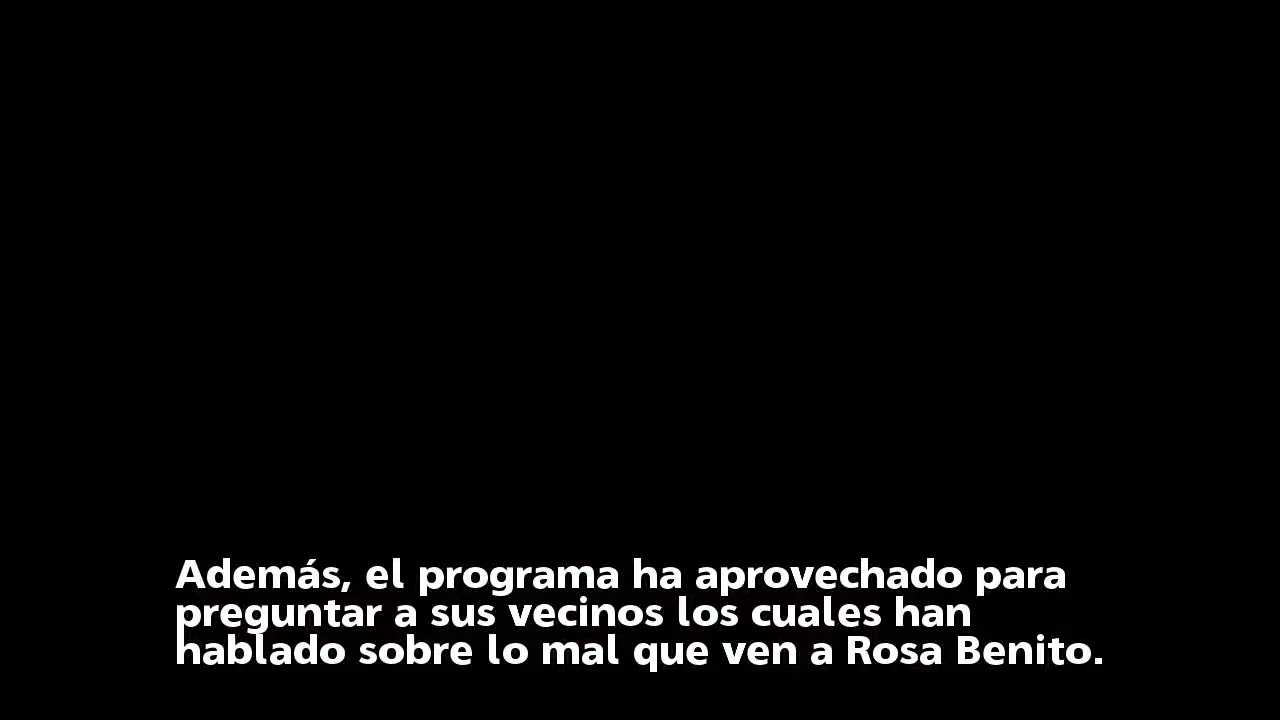 Además, el programa ha aprovechado para
preguntar a sus vecinos los cuales han
hablado sobre lo mal que ven a Rosa Benito.